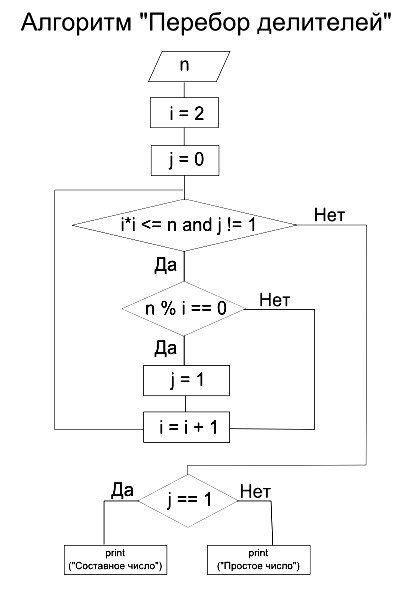 Алгоритм "Перебор делителей"
n
i = 2
j = 0
i*i <= n and j != 1
Нет
Да
n % i == 0
Нет
Да
j = 1
i = i + 1
Да
j == 1
Нет
print
("Составное число")
print
("Простое число")